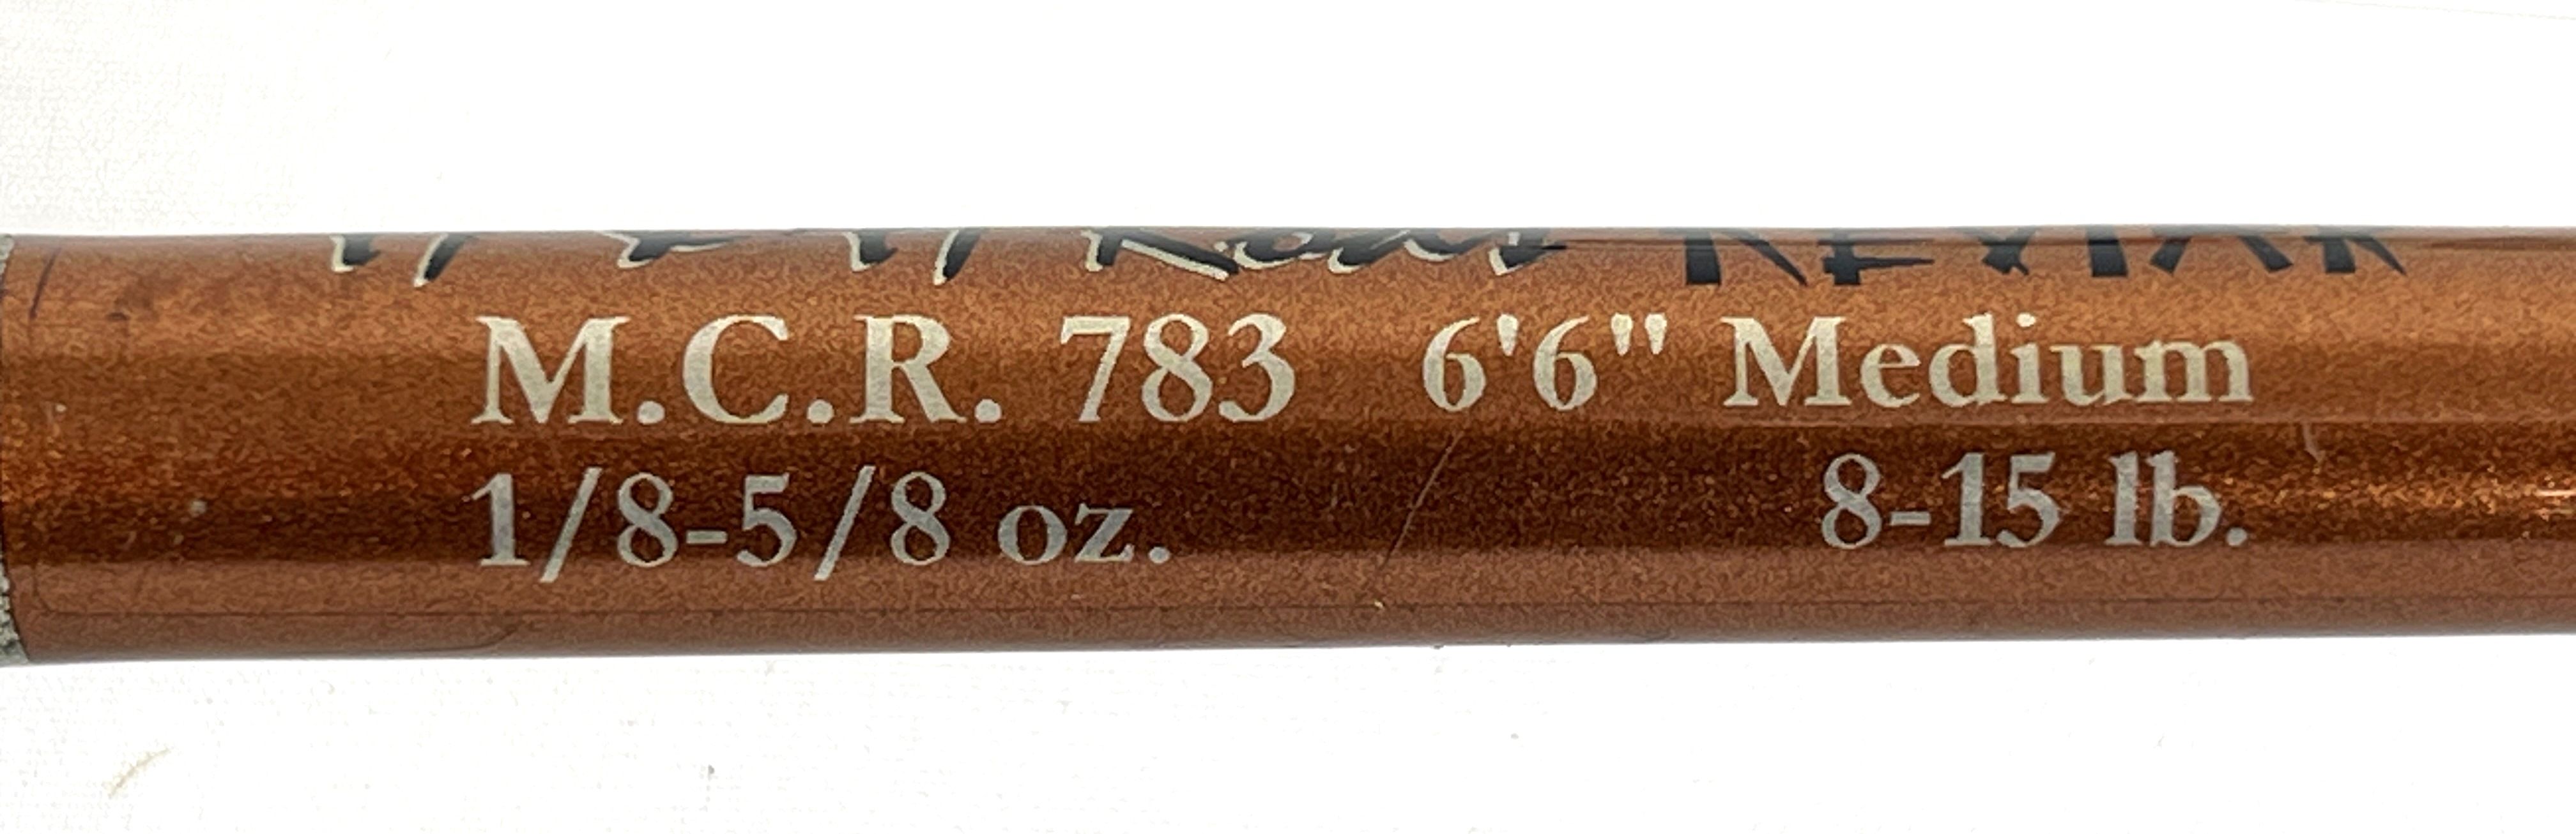 M.C.R. 783 6'6" Medium
1/8-5/8 oz. 8-15 lb.